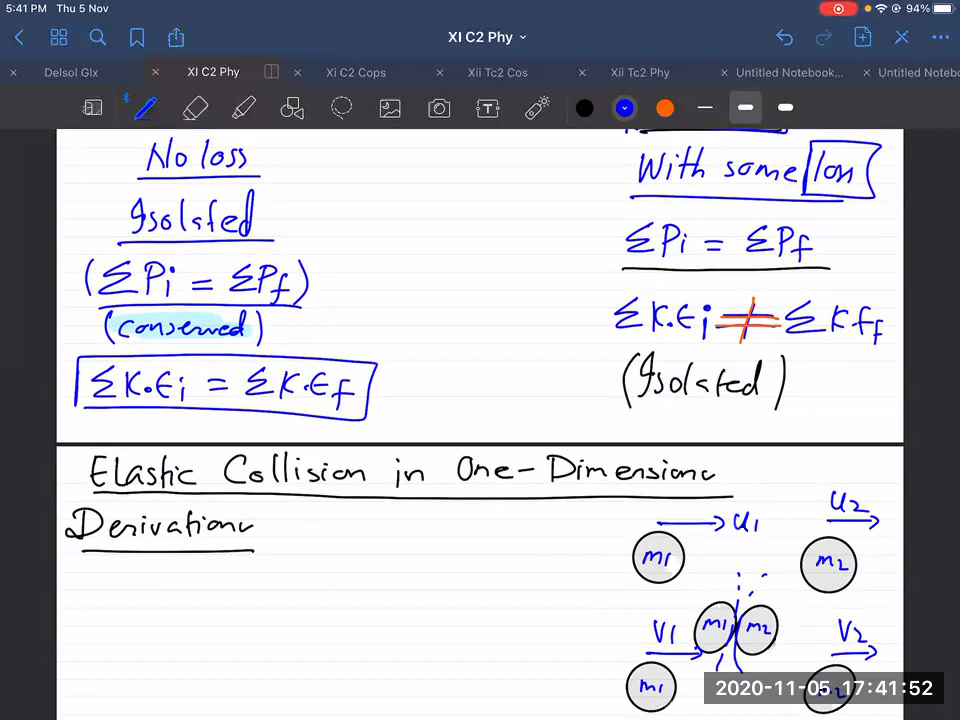 5:41 PM Thu 5 Nov
94%
XI C2 Phy
Delsol Glx
XI C2 Phy
Xi C2 Cops
Xii Tc2 Cos
Xii Tc2 Phy
Untitled Notebook...
Untitled Notebo
No loss
Isolated
(ΣPi = ΣPf)
(conserved)
ΣK.Ei = ΣK.Ef
With some loss
ΣPi = ΣPf
ΣK.Ei ≠ ΣKEf
(Isolated)
Elastic Collision in One-Dimension
Derivation
u1
u2
m1
m2
m1
m2
V1
V2
m1
m2
2020-11-05 17:41:52